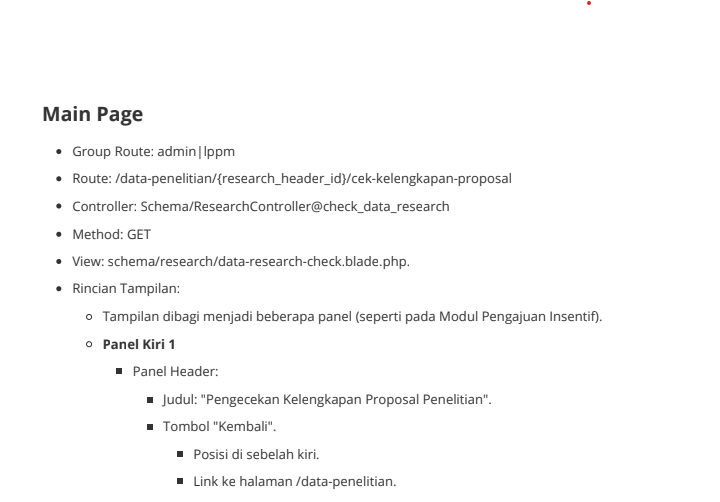 Main Page
Group Route: admin|lppm
Route: /data-penelitian/{research_header_id}/cek-kelengkapan-proposal
Controller: Schema/ResearchController@check_data_research
Method: GET
View: schema/research/data-research-check.blade.php.
Rincian Tampilan:
Tampilan dibagi menjadi beberapa panel (seperti pada Modul Pengajuan Insentif).
Panel Kiri 1
Panel Header:
Judul: "Pengecekan Kelengkapan Proposal Penelitian".
Tombol "Kembali".
Posisi di sebelah kiri.
Link ke halaman /data-penelitian.